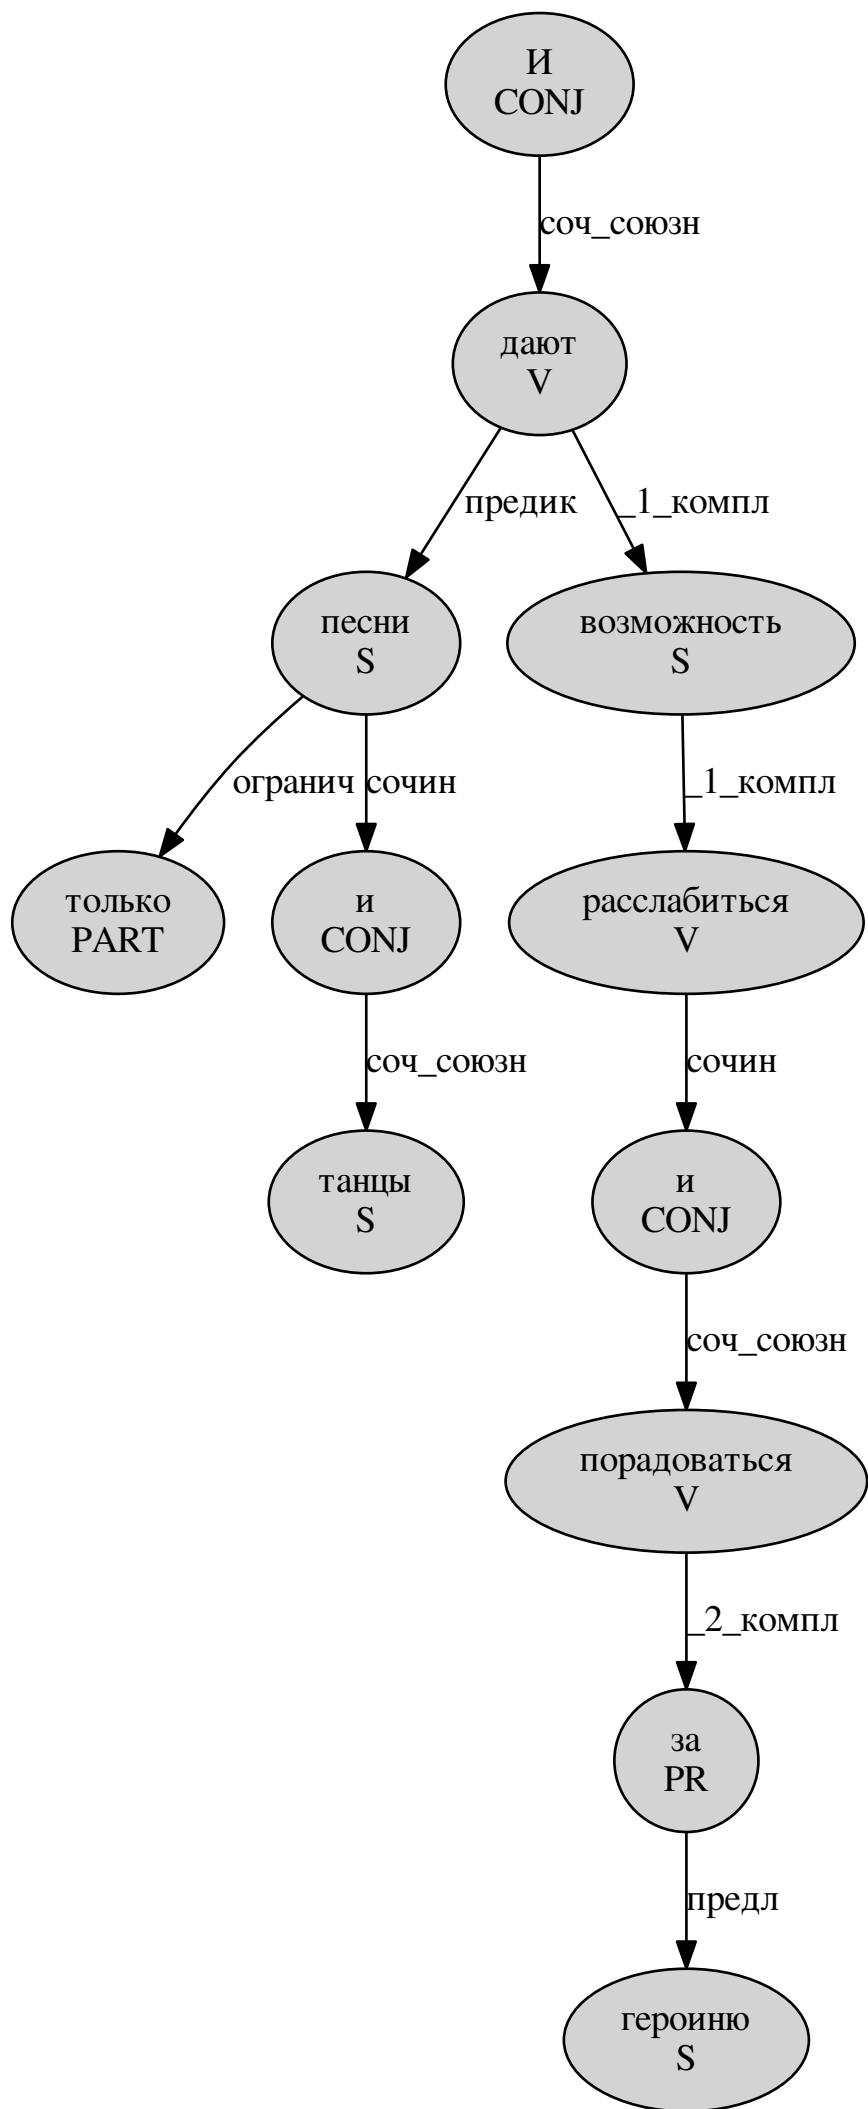 И
CONJ
соч_союзн
дают
V
предик
_1_компл
песни
S
возможность
S
огранич
сочин
_1_компл
только
PART
и
CONJ
расслабиться
V
соч_союзн
сочин
танцы
S
и
CONJ
соч_союзн
порадоваться
V
_2_компл
за
PR
предл
героиню
S